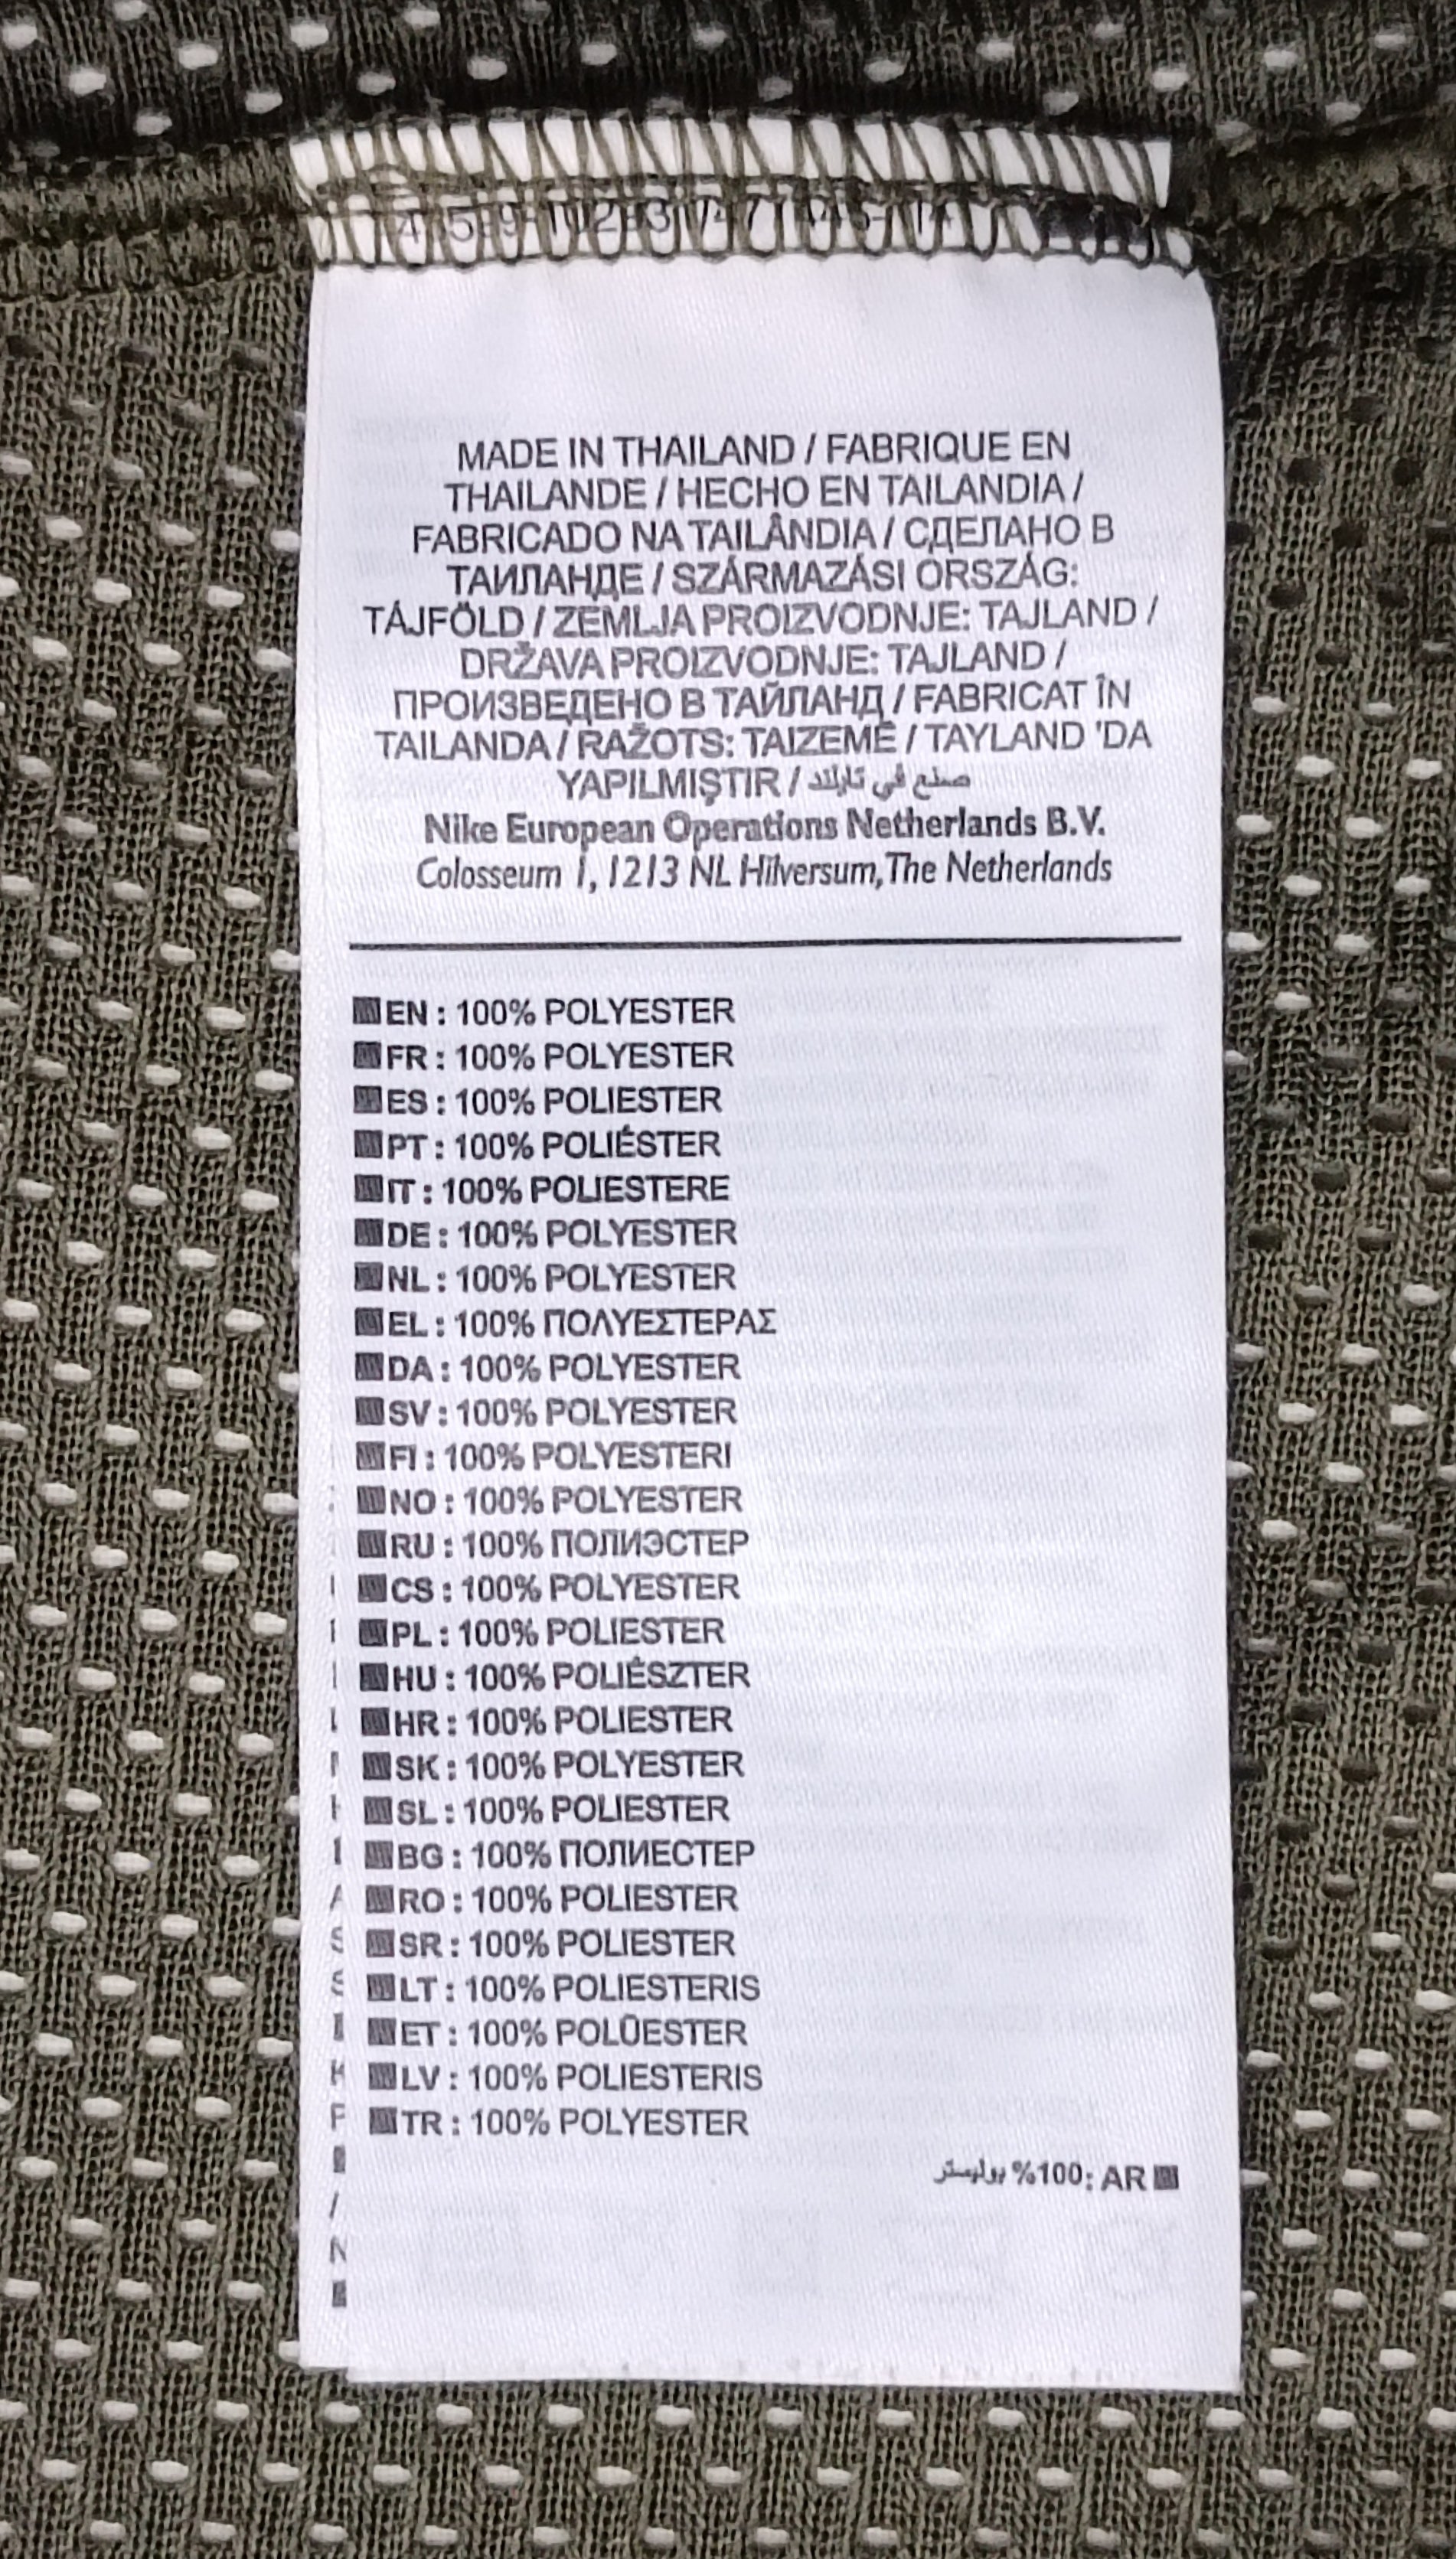 MADE IN THAILAND / FABRIQUE EN
THAILANDE / HECHO EN TAILANDIA /
FABRICADO NA TAILÂNDIA / СДЕЛАНО В
ТАИЛАНДЕ / SZÁRMAZÁSI ORSZÁG:
TÁJFÖLD / ZEMLJA PROIZVODNJE: TAJLAND /
DRŽAVA PROIZVODNJE: TAJLAND /
ПРОИЗВЕДЕНО В ТАЙЛАНД / FABRICAT ÎN
TAILANDA / RAŽOTS: TAIZEMĒ / TAYLAND 'DA
YAPILMIŞTIR / صنع في تايلاند
Nike European Operations Netherlands B.V.
Colosseum 1, 1213 NL Hilversum, The Netherlands
EN : 100% POLYESTER
FR : 100% POLYESTER
ES : 100% POLIESTER
PT : 100% POLIÉSTER
IT : 100% POLIESTERE
DE : 100% POLYESTER
NL : 100% POLYESTER
EL : 100% ΠΟΛΥΕΣΤΕΡΑΣ
DA : 100% POLYESTER
SV : 100% POLYESTER
FI : 100% POLYESTERI
NO : 100% POLYESTER
RU : 100% ПОЛИЭСТЕР
CS : 100% POLYESTER
PL : 100% POLIESTER
HU : 100% POLIÉSZTER
HR : 100% POLIESTER
SK : 100% POLYESTER
SL : 100% POLIESTER
BG : 100% ПОЛИЕСТЕР
RO : 100% POLIESTER
SR : 100% POLIESTER
LT : 100% POLIESTERIS
ET : 100% POLÜESTER
LV : 100% POLIESTERIS
TR : 100% POLYESTER
AR :100% بوليستر